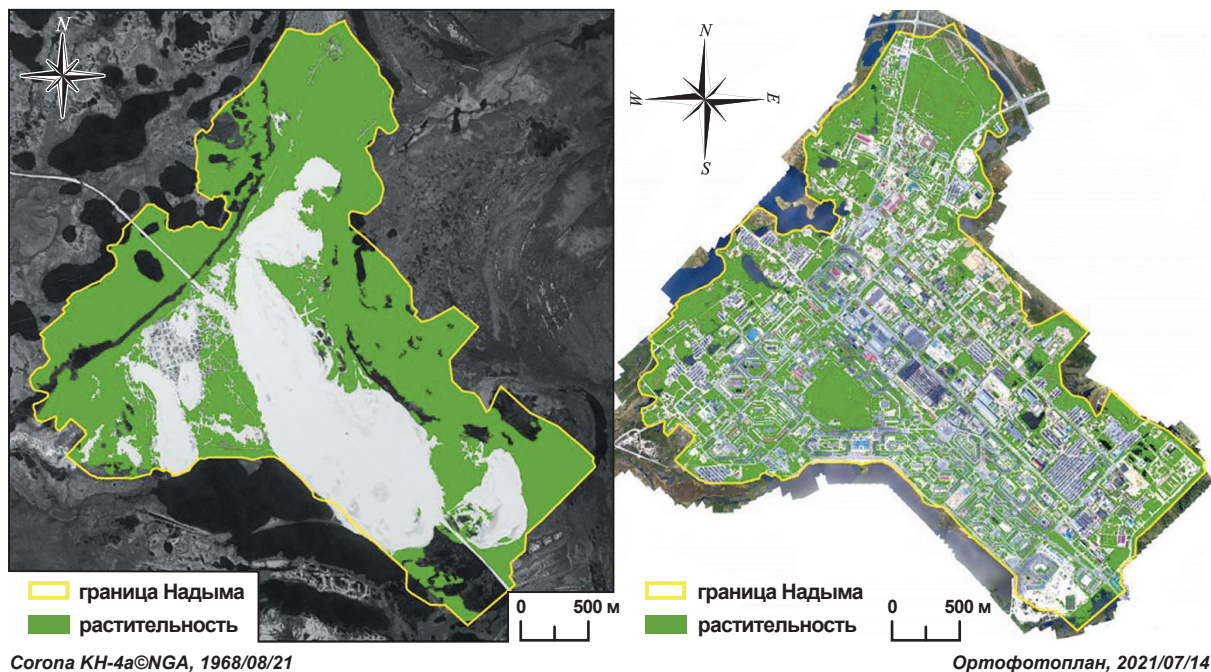 N
граница Надыма
растительность
0 500 м
Corona KH-4a©NGA, 1968/08/21
N
W E
S
граница Надыма
растительность
0 500 м
Ортофотоплан, 2021/07/14